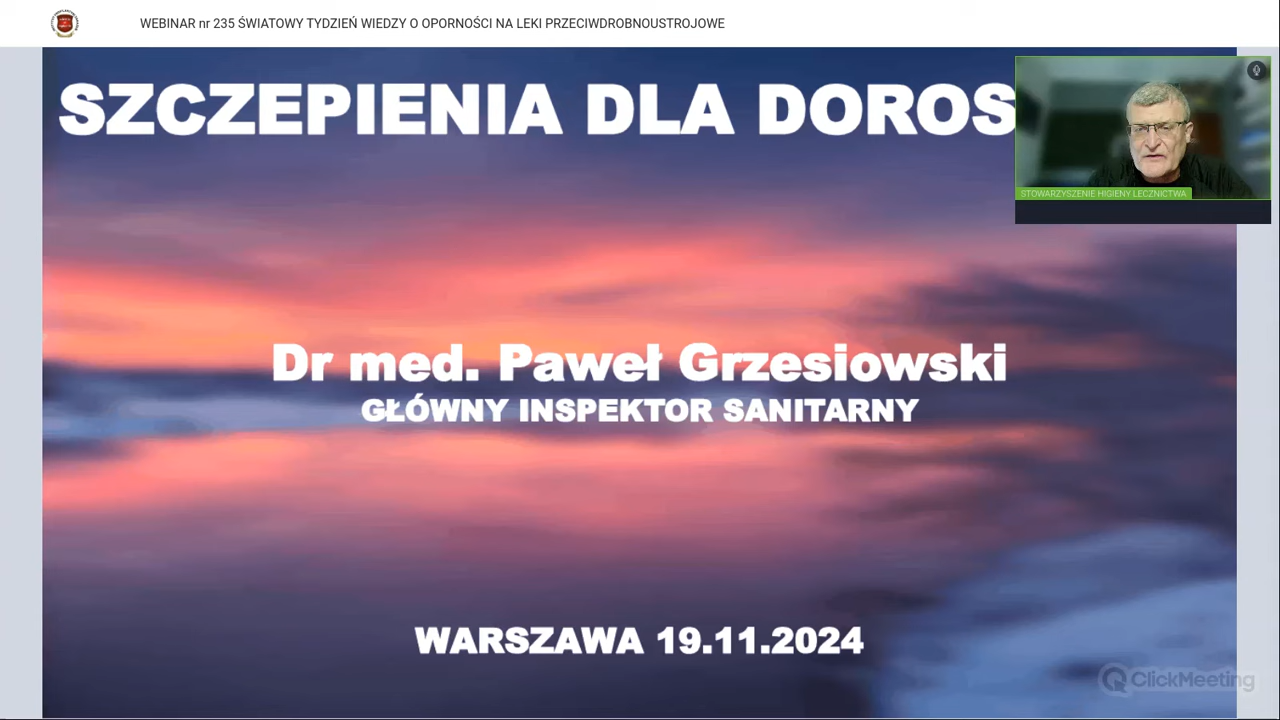 WEBINAR nr 235 ŚWIATOWY TYDZIEŃ WIEDZY O OPORNOŚCI NA LEKI PRZECIWDROBNOUSTROJOWE
SZCZEPIENIA DLA DOROS
STOWARZYSZENIE HIGIENY LECZNICTWA
Dr med. Paweł Grzesiowski
GŁÓWNY INSPEKTOR SANITARNY
WARSZAWA 19.11.2024
ClickMeeting